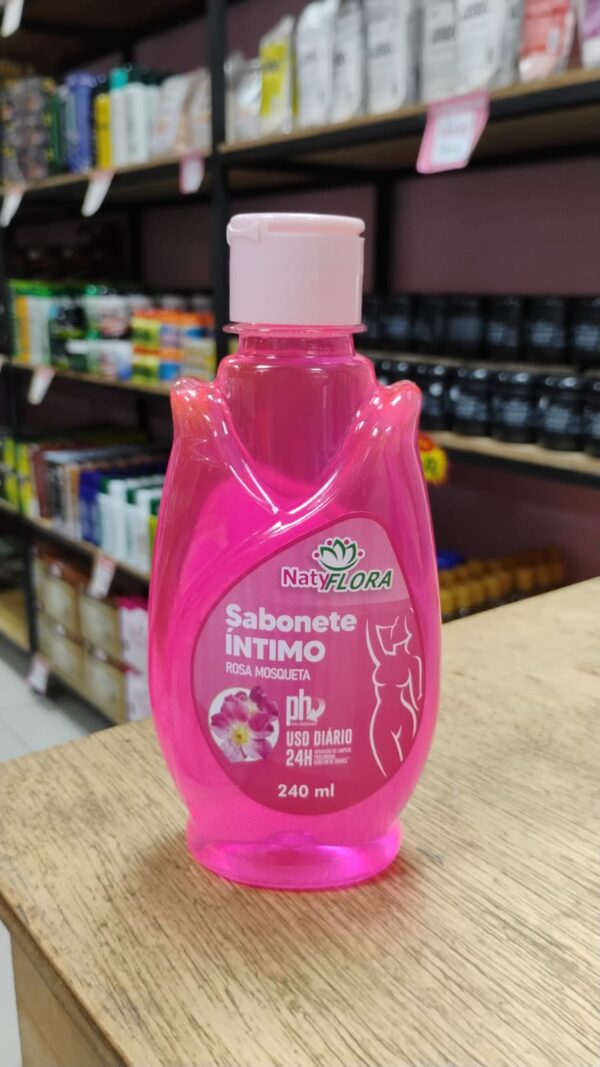 NatyFLORA
Sabonete
ÍNTIMO
ROSA MOSQUETA
ph
USO DIÁRIO
24H
240 ml